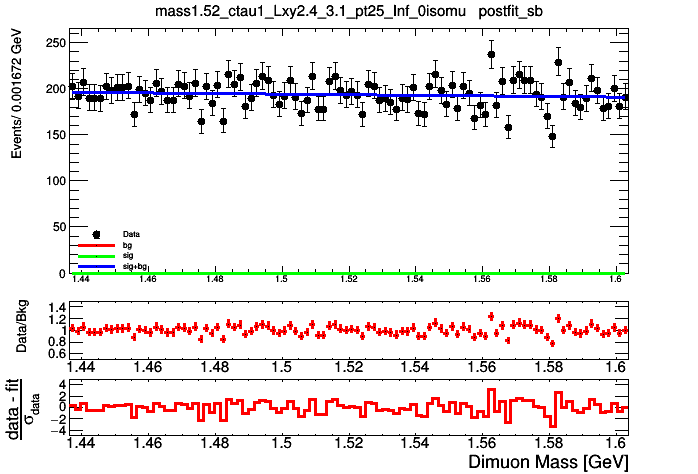 mass1.52_ctau1_Lxy2.4_3.1_pt25_Inf_0isomu postfit_sb
Events/ 0.001672 GeV
250
200
150
100
50
0
Data
bg
sig
sig+bg
1.44 1.46 1.48 1.5 1.52 1.54 1.56 1.58 1.6
Data/Bkg
1.4
1.2
1
0.8
0.6
1.44 1.46 1.48 1.5 1.52 1.54 1.56 1.58 1.6
data - fit
σdata
4
2
0
−2
−4
1.44 1.46 1.48 1.5 1.52 1.54 1.56 1.58 1.6
Dimuon Mass [GeV]